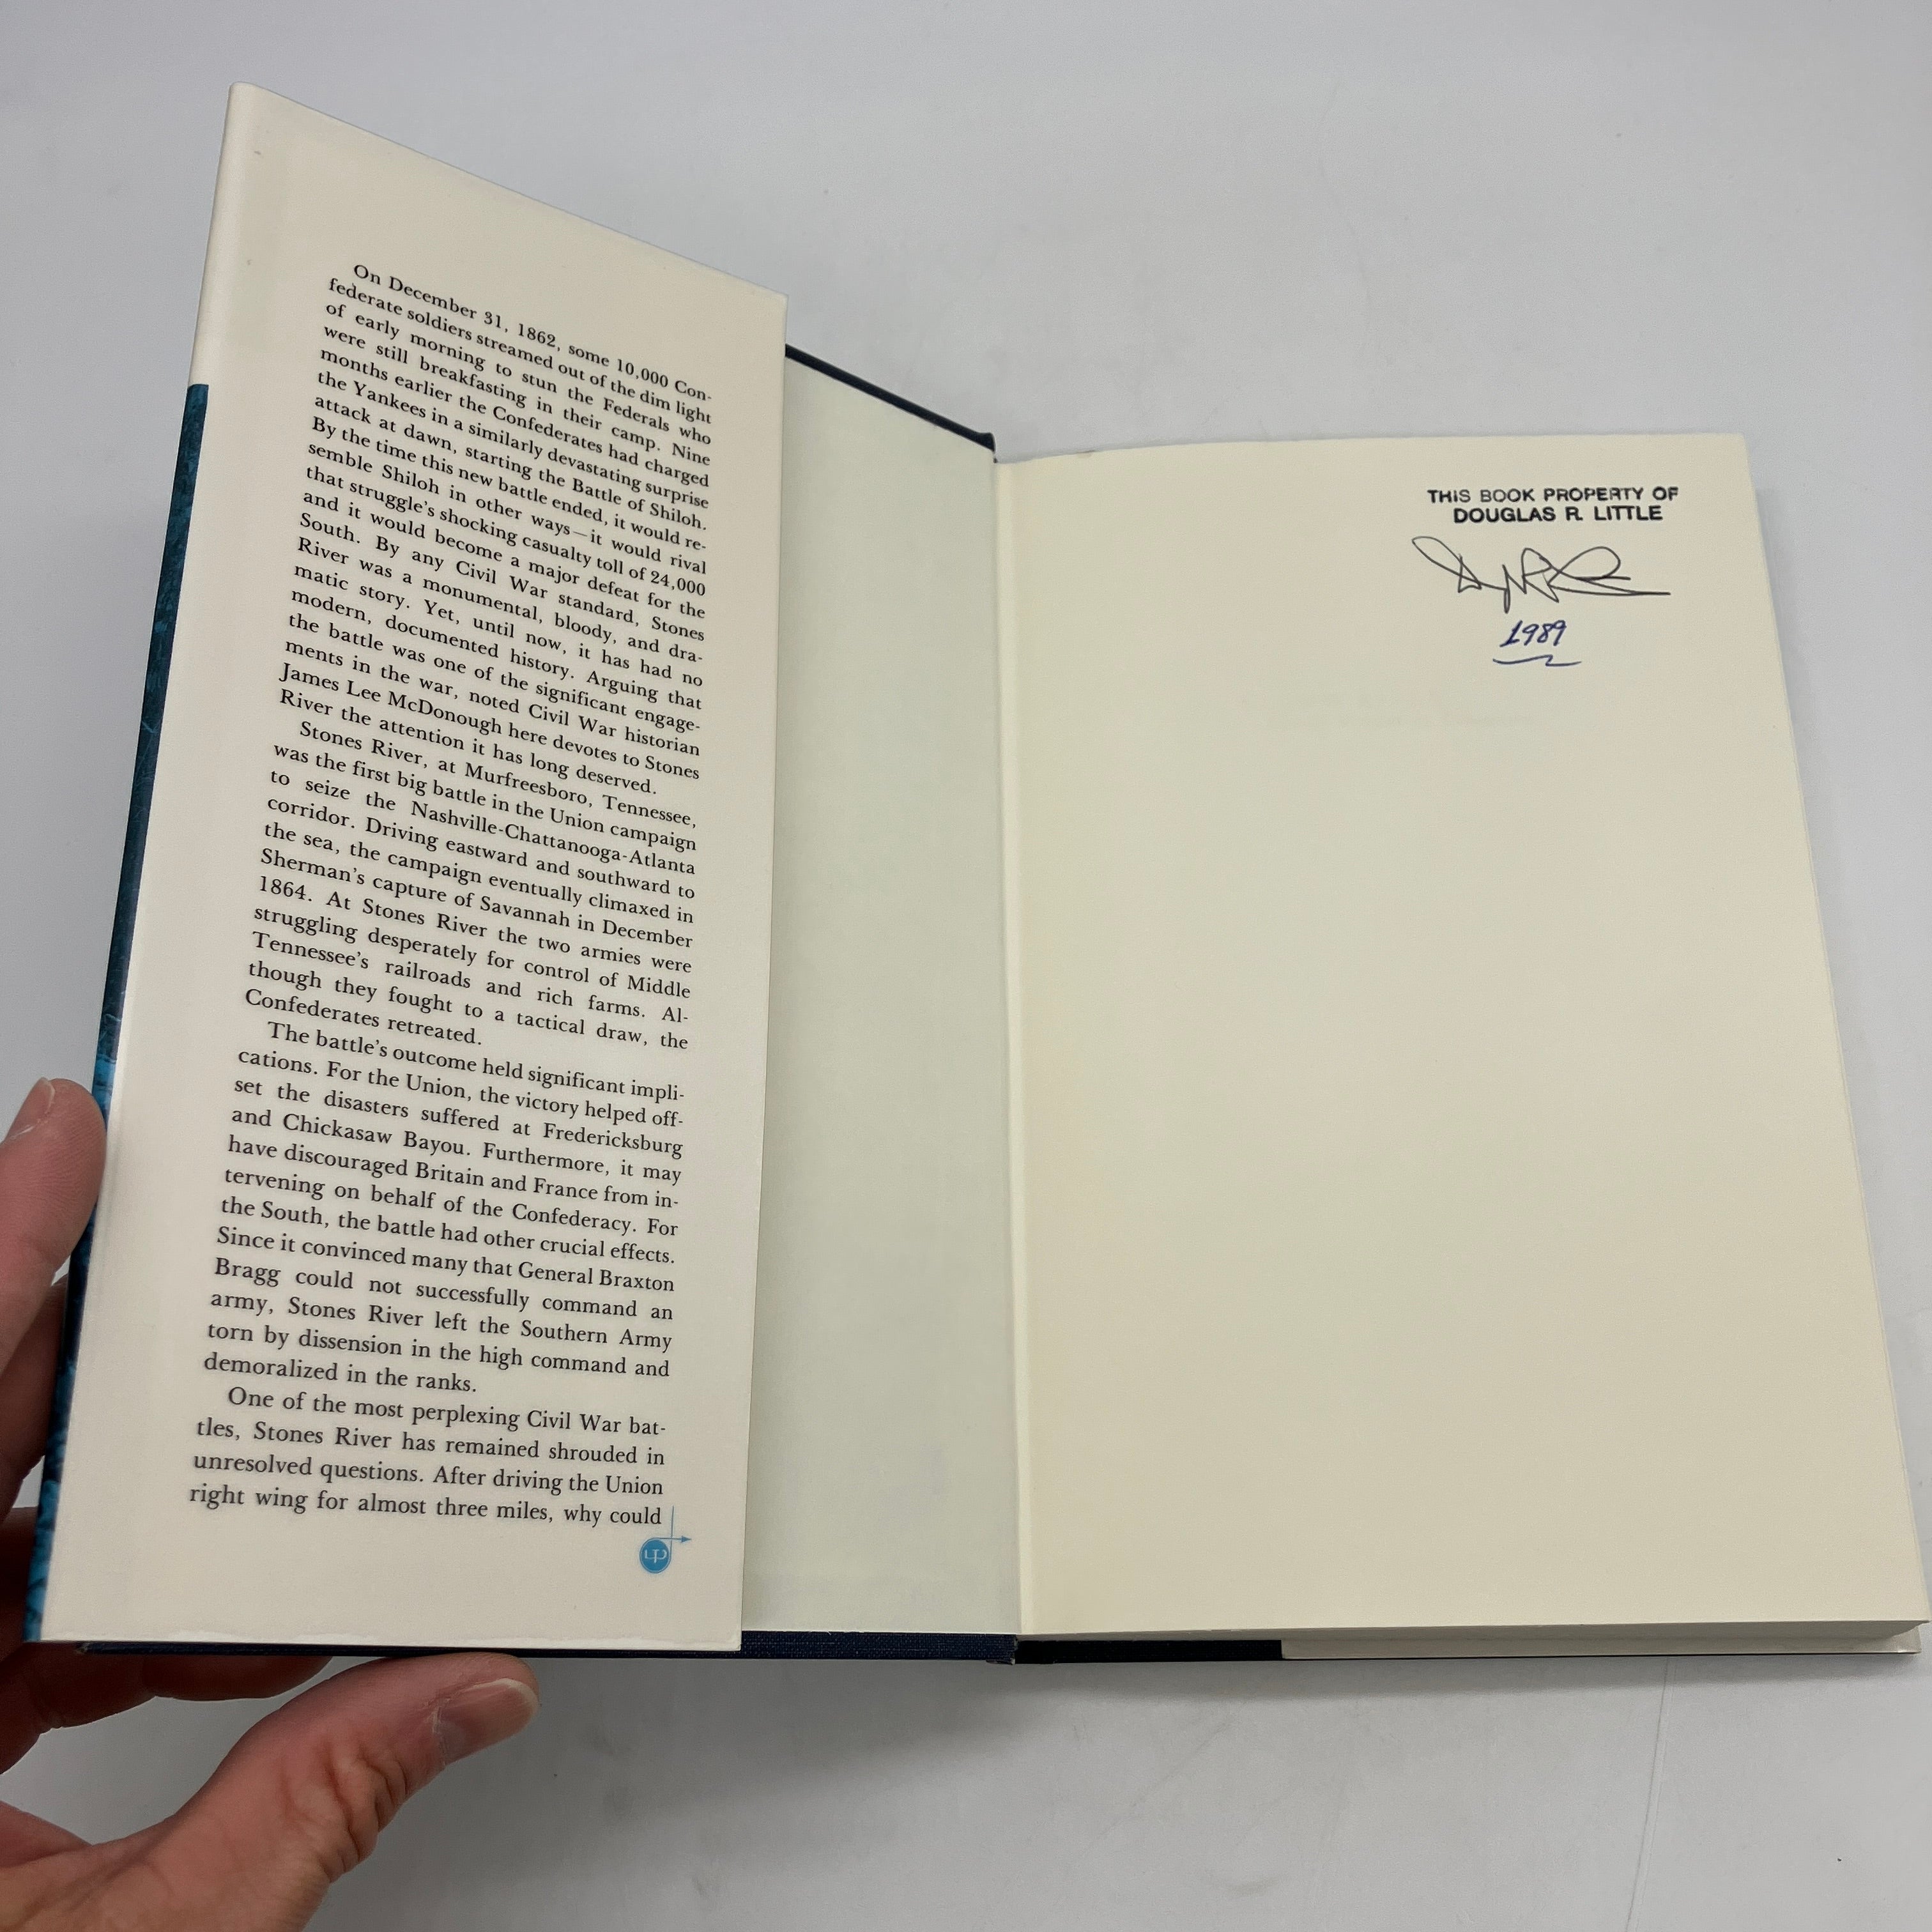 On December 31, 1862, some 10,000 Con-
federate soldiers streamed out of the dim light
of early morning to stun the Federals who
were still breakfasting in their camp. Nine
months earlier the Confederates had charged
the Yankees in a similarly devastating surprise
attack at dawn, starting the Battle of Shiloh.
By the time this new battle ended, it would re-
semble Shiloh in other ways—it would rival
that struggle's shocking casualty toll of 24,000
and it would become a major defeat for the
South. By any Civil War standard, Stones
River was a monumental, bloody, and dra-
matic story. Yet, until now, it has had no
modern, documented history. Arguing that
the battle was one of the significant engage-
ments in the war, noted Civil War historian
James Lee McDonough here devotes to Stones
River the attention it has long deserved.
Stones River, at Murfreesboro, Tennessee,
was the first big battle in the Union campaign
to seize the Nashville-Chattanooga-Atlanta
corridor. Driving eastward and southward to
the sea, the campaign eventually climaxed in
Sherman's capture of Savannah in December
1864. At Stones River the two armies were
struggling desperately for control of Middle
Tennessee's railroads and rich farms. Al-
though they fought to a tactical draw, the
Confederates retreated.
The battle's outcome held significant impli-
cations. For the Union, the victory helped off-
set the disasters suffered at Fredericksburg
and Chickasaw Bayou. Furthermore, it may
have discouraged Britain and France from in-
tervening on behalf of the Confederacy. For
the South, the battle had other crucial effects.
Since it convinced many that General Braxton
Bragg could not successfully command an
army, Stones River left the Southern Army
torn by dissension in the high command and
demoralized in the ranks.
One of the most perplexing Civil War bat-
tles, Stones River has remained shrouded in
unresolved questions. After driving the Union
right wing for almost three miles, why could
THIS BOOK PROPERTY OF
DOUGLAS R. LITTLE
1989